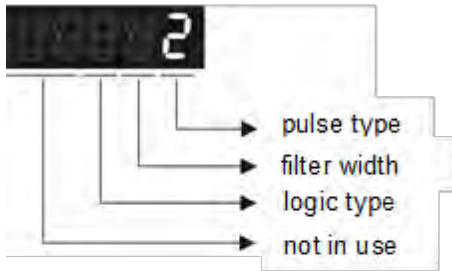 2
pulse type
filter width
logic type
not in use